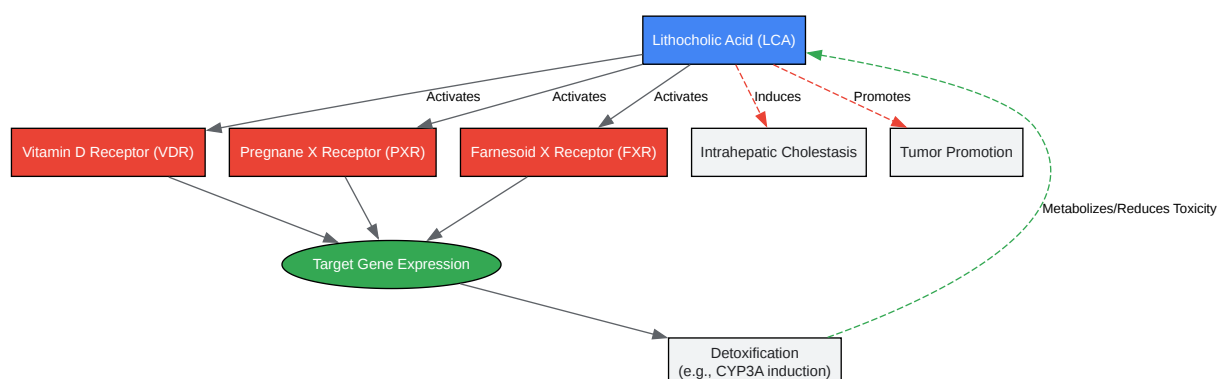 Lithocholic Acid (LCA)
Activates
Activates
Activates
Induces
Promotes
Vitamin D Receptor (VDR)
Pregnane X Receptor (PXR)
Farnesoid X Receptor (FXR)
Intrahepatic Cholestasis
Tumor Promotion
Metabolizes/Reduces Toxicity
Target Gene Expression
Detoxification
(e.g., CYP3A induction)